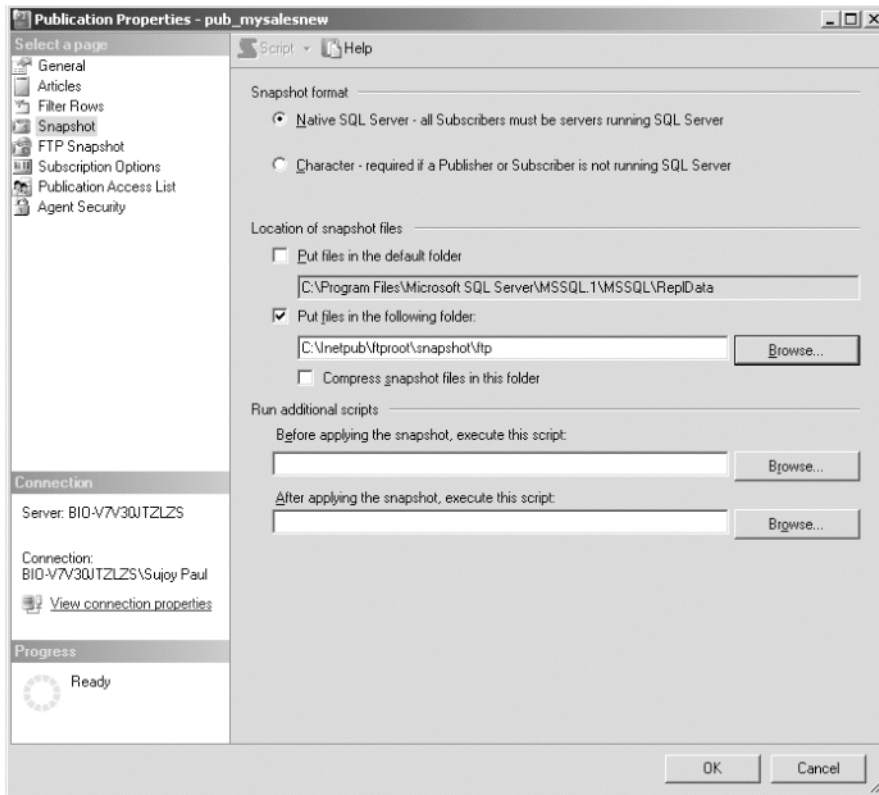 Publication Properties - pub_mysalesnew
Select a page
General
Articles
Filter Rows
Snapshot
FTP Snapshot
Subscription Options
Publication Access List
Agent Security
Script
Help
Snapshot format
Native SQL Server - all Subscribers must be servers running SQL Server
Character - required if a Publisher or Subscriber is not running SQL Server
Location of snapshot files
Put files in the default folder
C:\Program Files\Microsoft SQL Server\MSSQL.1\MSSQL\ReplData
Put files in the following folder:
C:\Inetpub\ftproot\snapshot\ftp
Browse...
Compress snapshot files in this folder
Run additional scripts
Before applying the snapshot, execute this script:
Browse...
After applying the snapshot, execute this script:
Browse...
Connection
Server: BIO-V7V30JTZLZS
Connection:
BIO-V7V30JTZLZS\Sujoy Paul
View connection properties
Progress
Ready
OK
Cancel